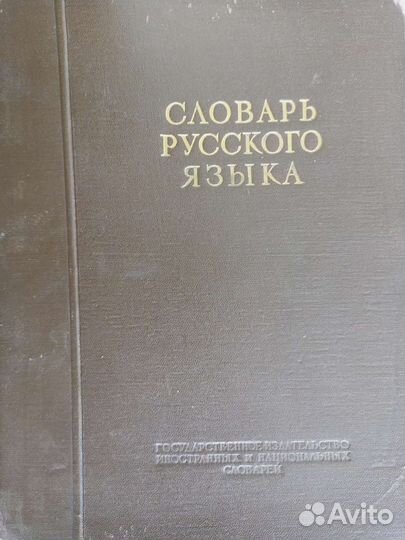 СЛОВАРЬ
РУССКОГО
ЯЗЫКА
ГОСУДАРСТВЕННОЕ ИЗДАТЕЛЬСТВО
ИНОСТРАННЫХ И НАЦИОНАЛЬНЫХ
СЛОВАРЕЙ
Avito